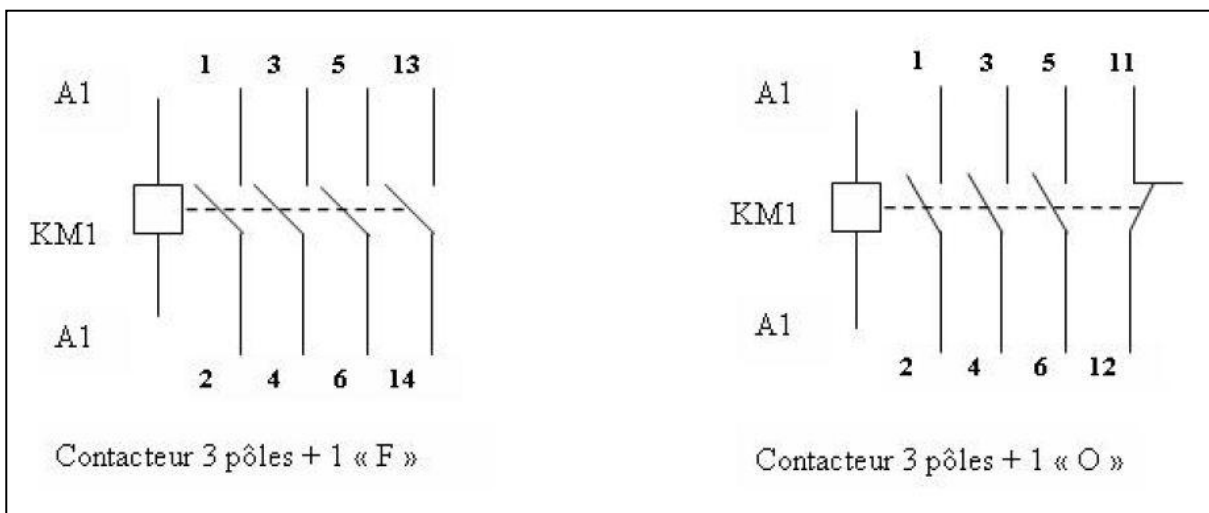 1 3 5 13
A1
KM1
A1
2 4 6 14
Contacteur 3 pôles + 1 « F »
1 3 5 11
A1
KM1
A1
2 4 6 12
Contacteur 3 pôles + 1 « O »